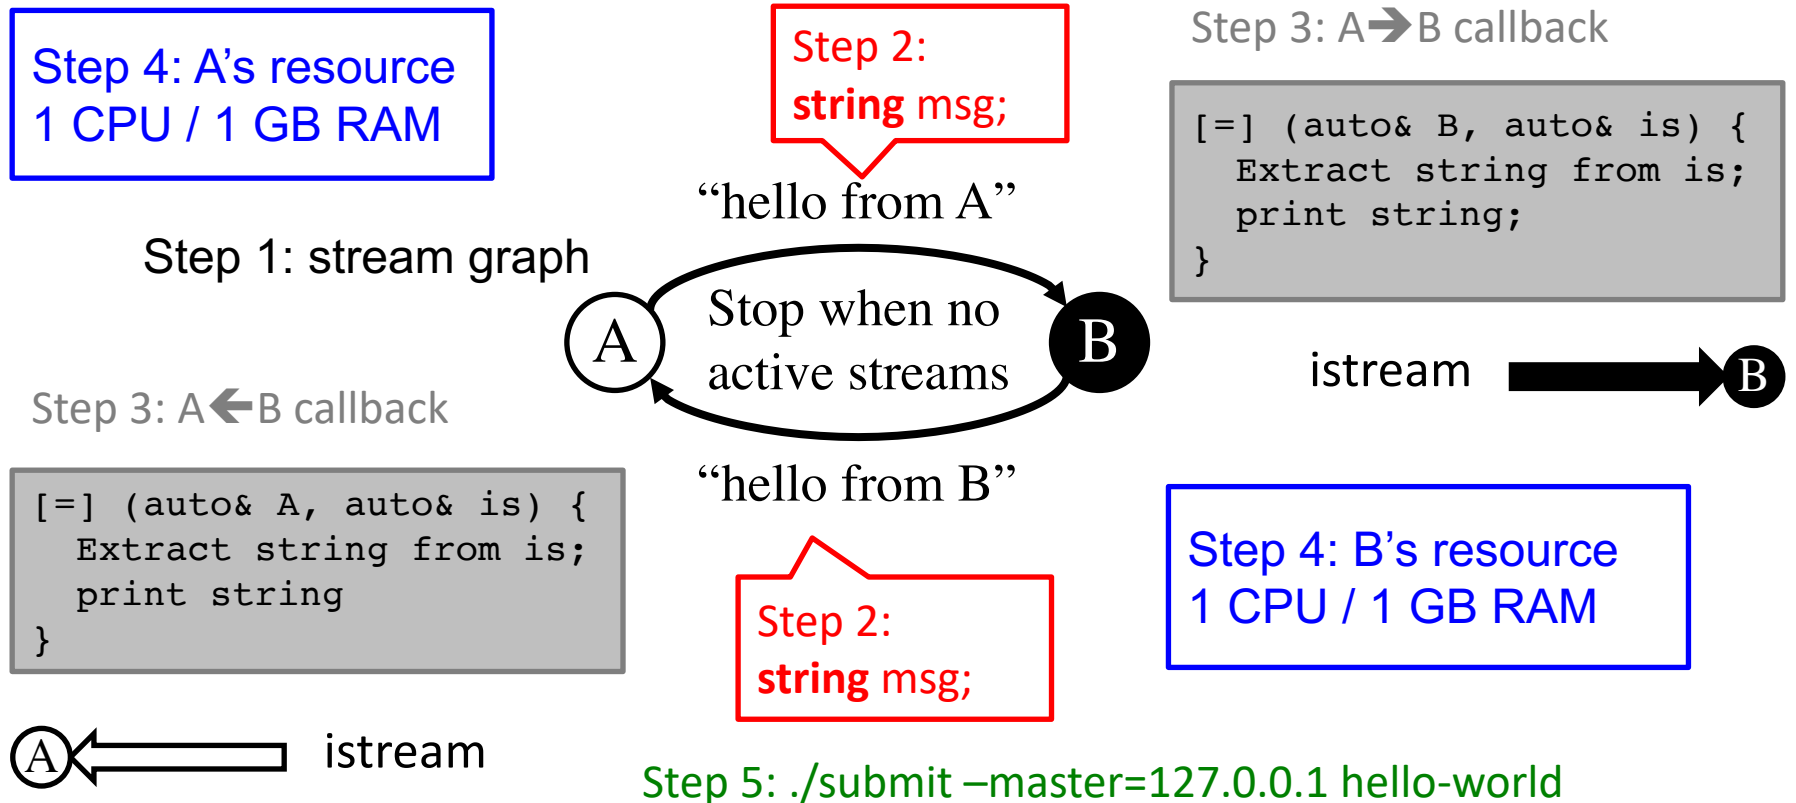 Step 4: A’s resource
1 CPU / 1 GB RAM
Step 2:
string msg;
Step 3: A🡺B callback
[=] (auto& B, auto& is) {
Extract string from is;
print string;
}
“hello from A”
Step 1: stream graph
A
Stop when no
active streams
B
istream
B
Step 3: A🡸B callback
[=] (auto& A, auto& is) {
Extract string from is;
print string
}
“hello from B”
Step 4: B’s resource
1 CPU / 1 GB RAM
Step 2:
string msg;
A
istream
Step 5: ./submit –master=127.0.0.1 hello-world